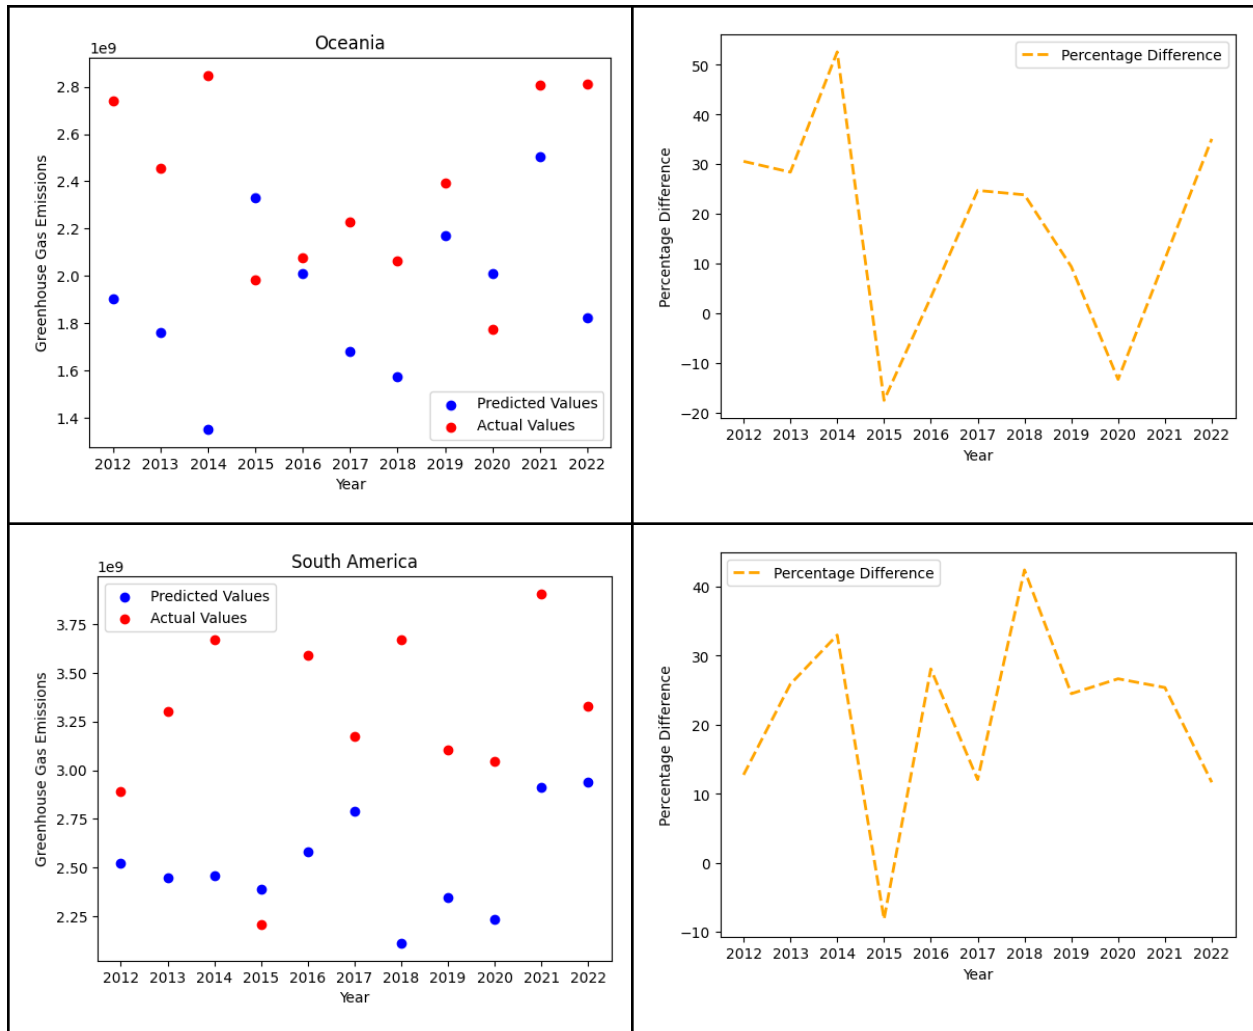 Oceania
1e9
2.8
2.6
2.4
2.2
2.0
1.8
1.6
1.4
Greenhouse Gas Emissions
Predicted Values
Actual Values
2012 2013 2014 2015 2016 2017 2018 2019 2020 2021 2022
Year
Percentage Difference
50
40
30
20
10
0
−10
−20
Percentage Difference
2012 2013 2014 2015 2016 2017 2018 2019 2020 2021 2022
Year
South America
1e9
Predicted Values
Actual Values
3.75
3.50
3.25
3.00
2.75
2.50
2.25
Greenhouse Gas Emissions
2012 2013 2014 2015 2016 2017 2018 2019 2020 2021 2022
Year
Percentage Difference
40
30
20
10
0
−10
Percentage Difference
2012 2013 2014 2015 2016 2017 2018 2019 2020 2021 2022
Year